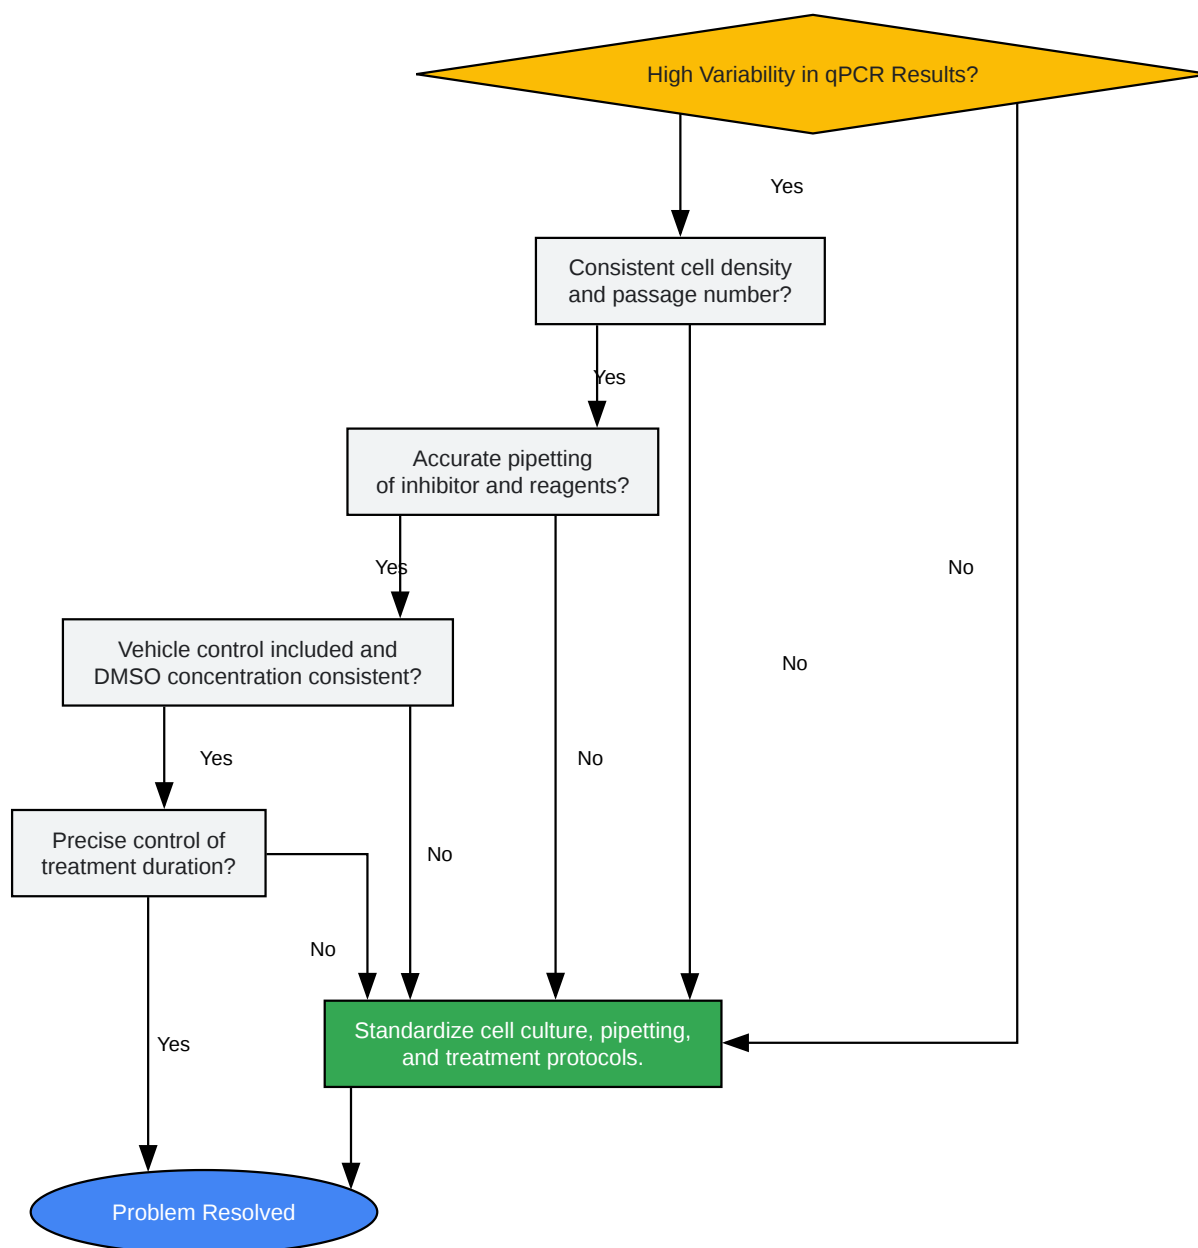 High Variability in qPCR Results?
Yes
Consistent cell density
and passage number?
Yes
Accurate pipetting
of inhibitor and reagents?
Yes
No
Vehicle control included and
DMSO concentration consistent?
No
Yes
No
Precise control of
treatment duration?
No
No
Standardize cell culture, pipetting,
and treatment protocols.
Yes
Problem Resolved